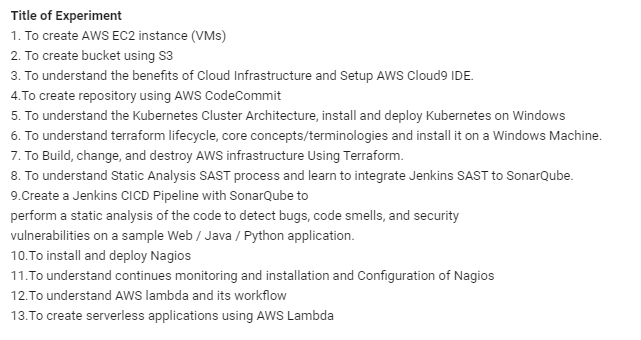 Title of Experiment
1. To create AWS EC2 instance (VMs)
2. To create bucket using S3
3. To understand the benefits of Cloud Infrastructure and Setup AWS Cloud9 IDE.
4.To create repository using AWS CodeCommit
5. To understand the Kubernetes Cluster Architecture, install and deploy Kubernetes on Windows
6. To understand terraform lifecycle, core concepts/terminologies and install it on a Windows Machine.
7. To Build, change, and destroy AWS infrastructure Using Terraform.
8. To understand Static Analysis SAST process and learn to integrate Jenkins SAST to SonarQube.
9.Create a Jenkins CICD Pipeline with SonarQube to
perform a static analysis of the code to detect bugs, code smells, and security
vulnerabilities on a sample Web / Java / Python application.
10.To install and deploy Nagios
11.To understand continues monitoring and installation and Configuration of Nagios
12.To understand AWS lambda and its workflow
13.To create serverless applications using AWS Lambda